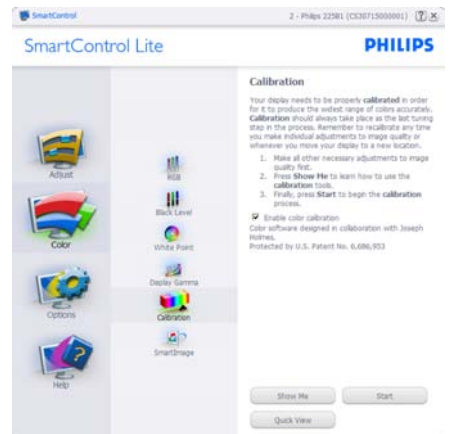 SmartControl
2 - Philips 225B1 (CS30715000001)
SmartControl Lite
PHILIPS
Adjust
Color
Options
Help
RGB
Black Level
White Point
Display Gamma
Calibration
SmartImage
Calibration
Your display needs to be properly calibrated in order
for it to produce the widest range of colors accurately.
Calibration should always take place as the last tuning
step in the process. Remember to recalibrate any time
you make individual adjustments to image quality or
whenever you move your display to a new location.
1. Make all other necessary adjustments to image
quality first.
2. Press Show Me to learn how to use the
calibration tools.
3. Finally, press Start to begin the calibration
process.
Enable color calibration
Color software designed in collaboration with Joseph
Holmes.
Protected by U.S. Patent No. 6,686,953
Show Me
Start
Quick View